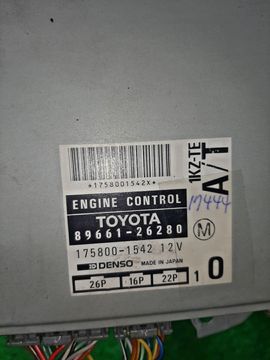 *1758001542X*
ENGINE CONTROL
TOYOTA
89661-26280
175800-1542 12V
DENSO MADE IN JAPAN
26P 16P 22P
1KZ-TE
A/T
M
1 0